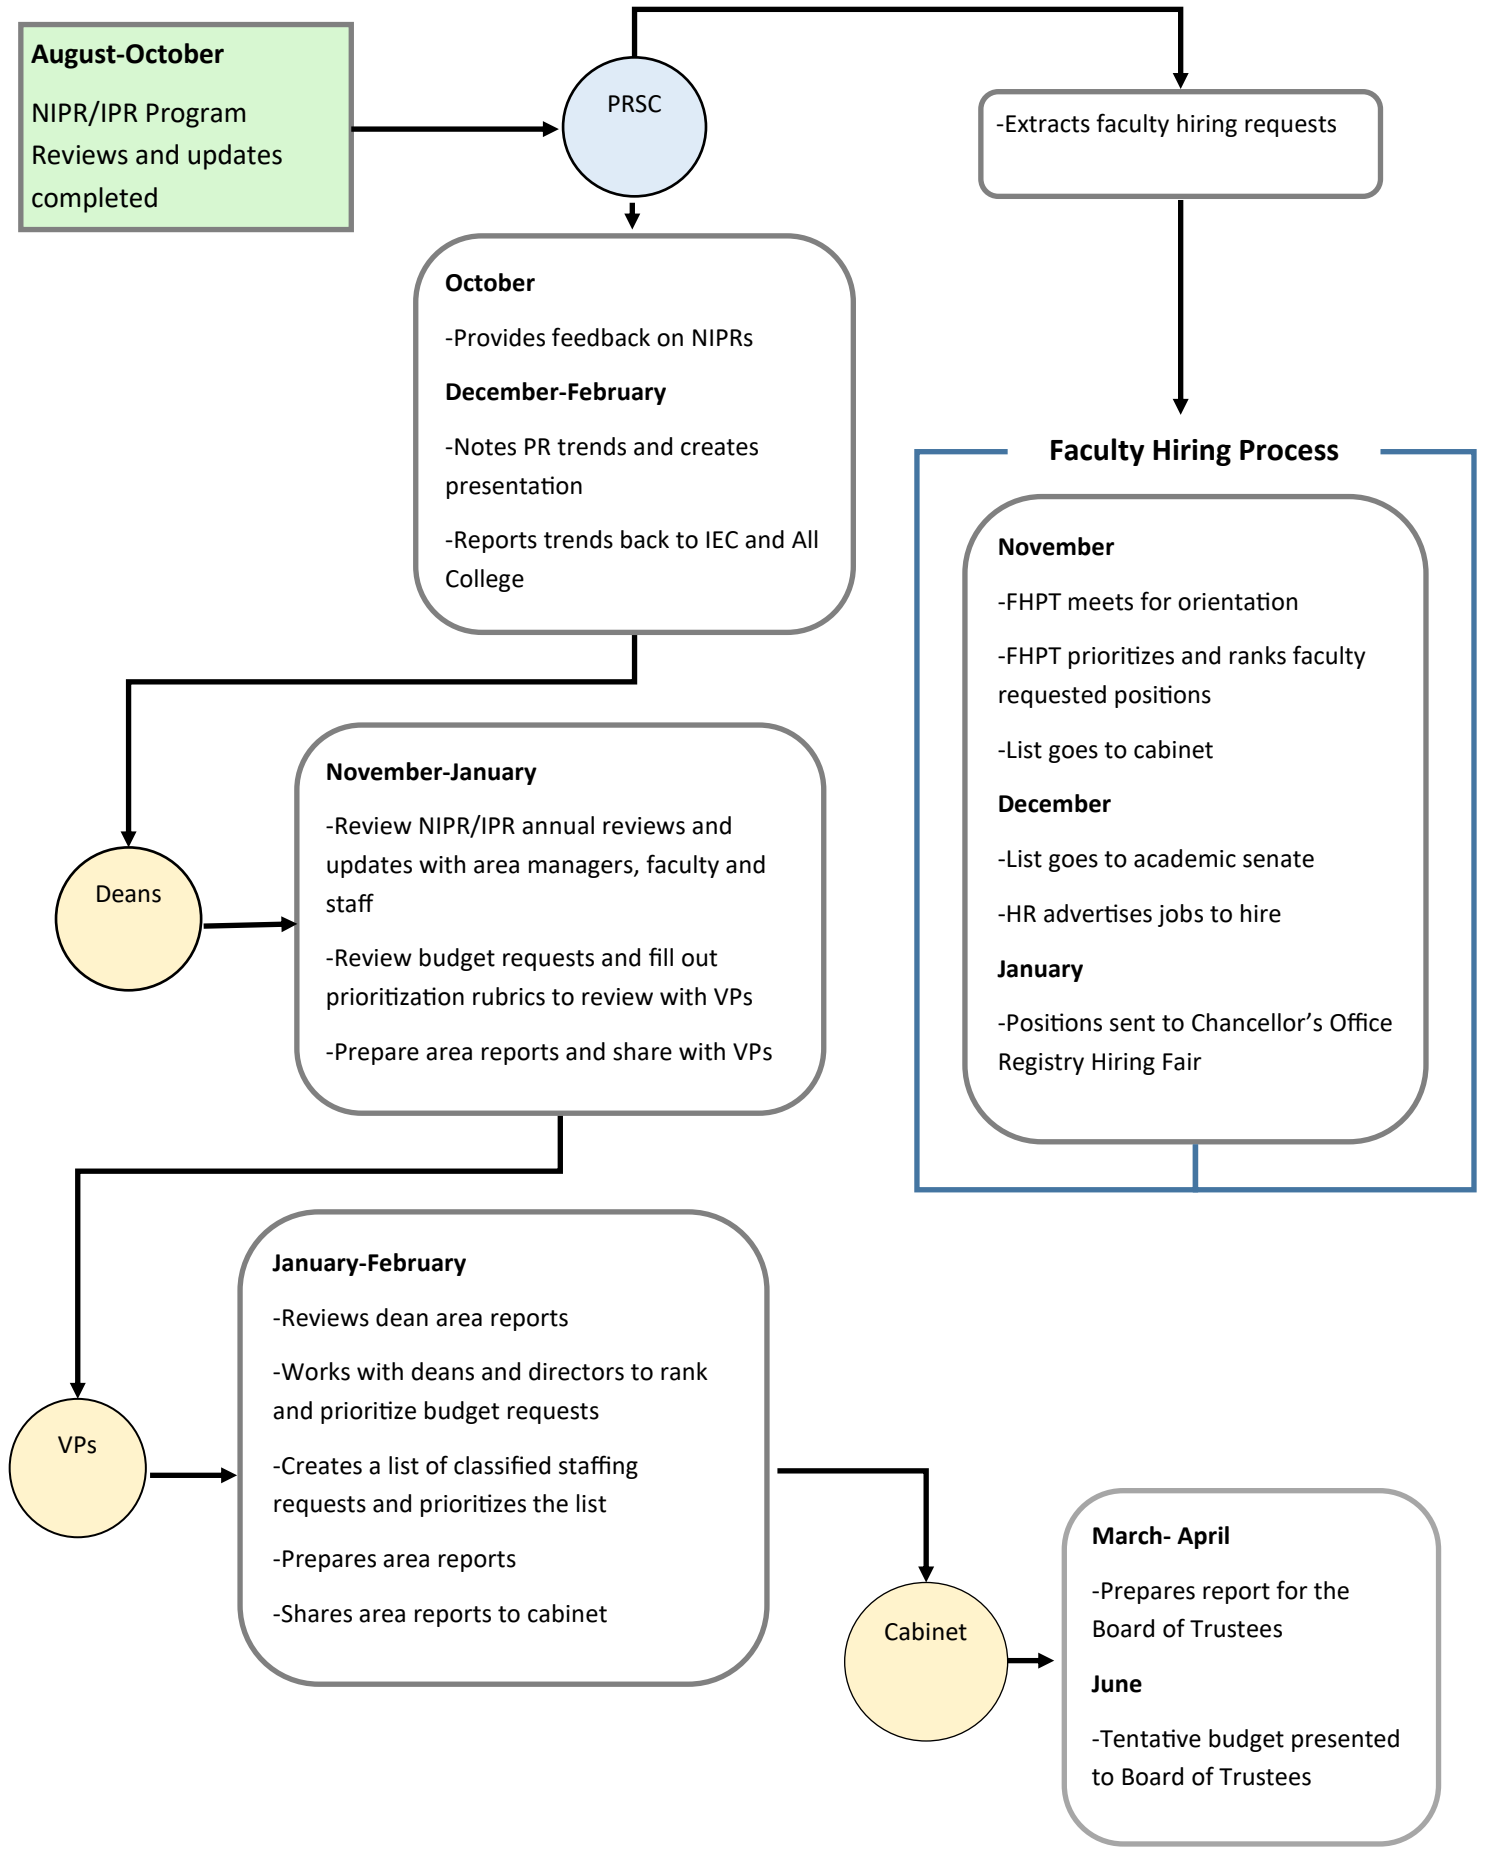 August-October
NIPR/IPR Program
Reviews and updates
completed
PRSC
-Extracts faculty hiring requests
October
-Provides feedback on NIPRs
December-February
-Notes PR trends and creates
presentation
-Reports trends back to IEC and All
College
Faculty Hiring Process
November
-FHPT meets for orientation
-FHPT prioritizes and ranks faculty
requested positions
-List goes to cabinet
December
-List goes to academic senate
-HR advertises jobs to hire
January
-Positions sent to Chancellor’s Office
Registry Hiring Fair
Deans
November-January
-Review NIPR/IPR annual reviews and
updates with area managers, faculty and
staff
-Review budget requests and fill out
prioritization rubrics to review with VPs
-Prepare area reports and share with VPs
VPs
January-February
-Reviews dean area reports
-Works with deans and directors to rank
and prioritize budget requests
-Creates a list of classified staffing
requests and prioritizes the list
-Prepares area reports
-Shares area reports to cabinet
Cabinet
March- April
-Prepares report for the
Board of Trustees
June
-Tentative budget presented
to Board of Trustees